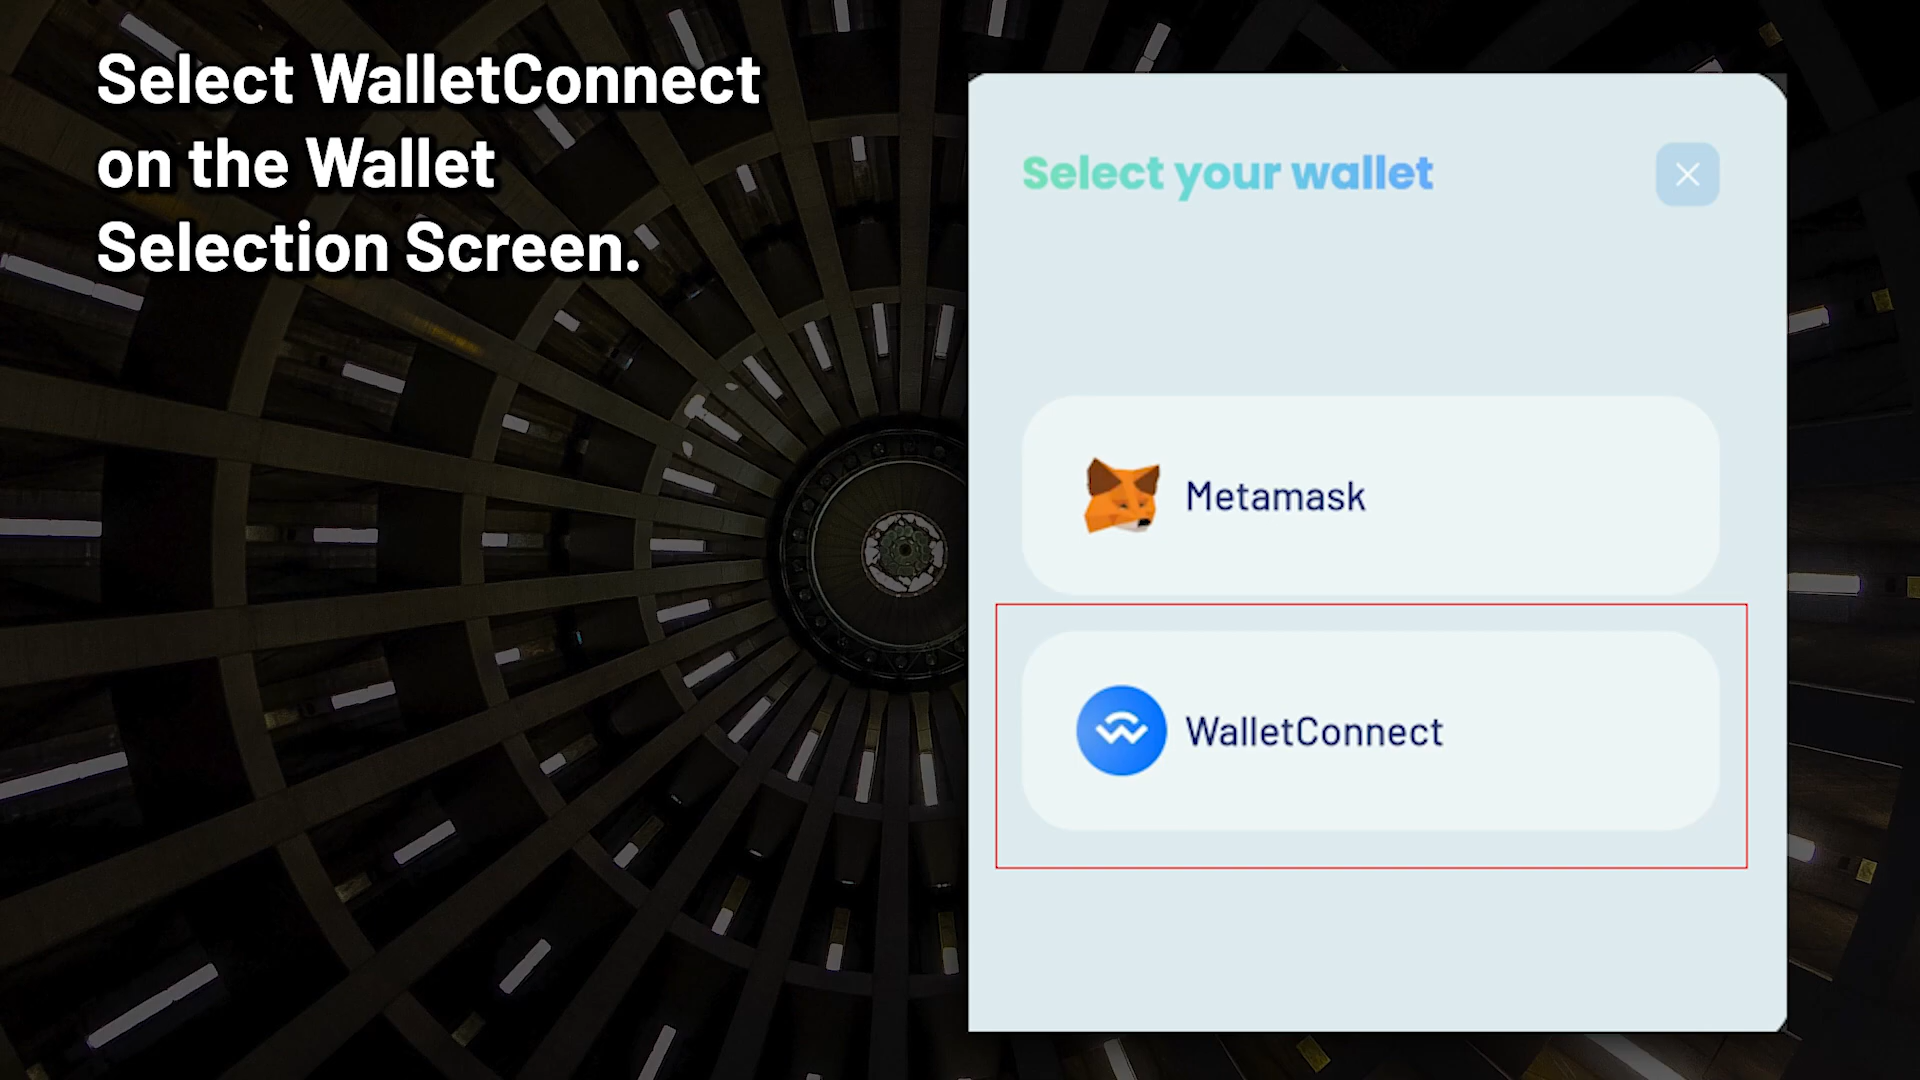 Select WalletConnect
on the Wallet
Selection Screen.
Select your wallet
Metamask
WalletConnect